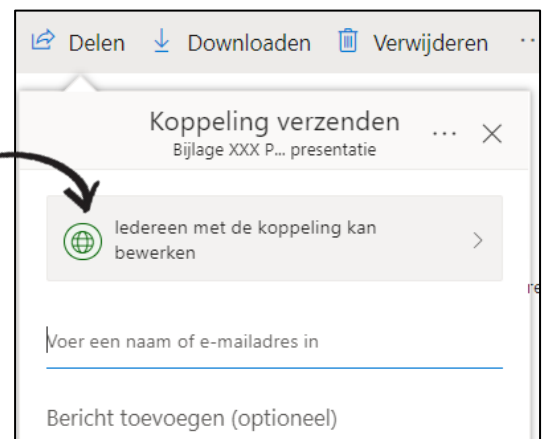 Delen Downloaden Verwijderen ...
Koppeling verzenden ...
Bijlage XXX P... presentatie
Iedereen met de koppeling kan
bewerken
Voer een naam of e-mailadres in
Bericht toevoegen (optioneel)